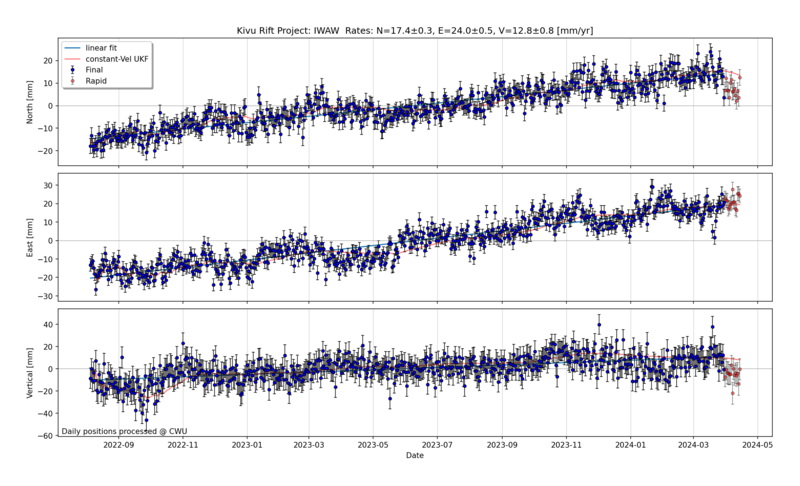 Kivu Rift Project: IWAW  Rates: N=17.4±0.3, E=24.0±0.5, V=12.8±0.8 [mm/yr]
linear fit
constant-Vel UKF
Final
Rapid
North [mm]
20
10
0
−10
−20
East [mm]
30
20
10
0
−10
−20
−30
Vertical [mm]
40
20
0
−20
−40
−60
Daily positions processed @ CWU
2022-09 2022-11 2023-01 2023-03 2023-05 2023-07 2023-09 2023-11 2024-01 2024-03 2024-05
Date